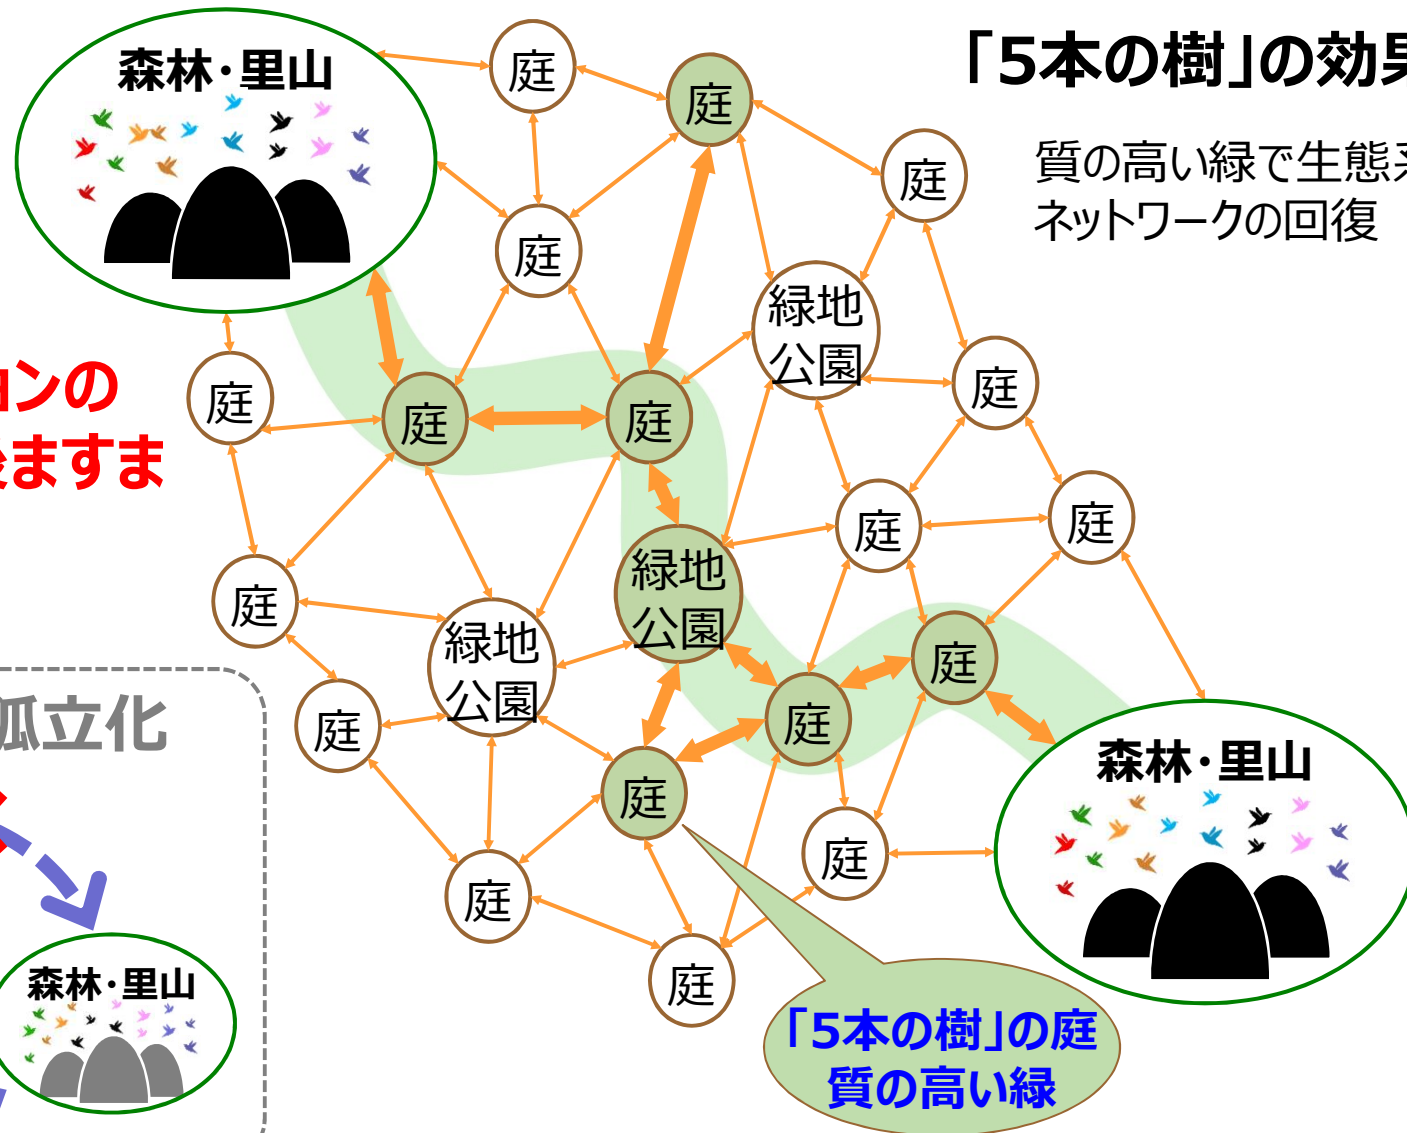 「5本の樹」の効果
質の高い緑で生態系
ネットワークの回復
森林・里山
庭
庭
庭
庭
緑地
公園
庭
庭
庭
庭
庭
庭
緑地
公園
庭
庭
緑地
公園
庭
庭
庭
庭
庭
庭
庭
森林・里山
ョンの
ますま
孤立化
森林・里山
「5本の樹」の庭
質の高い緑